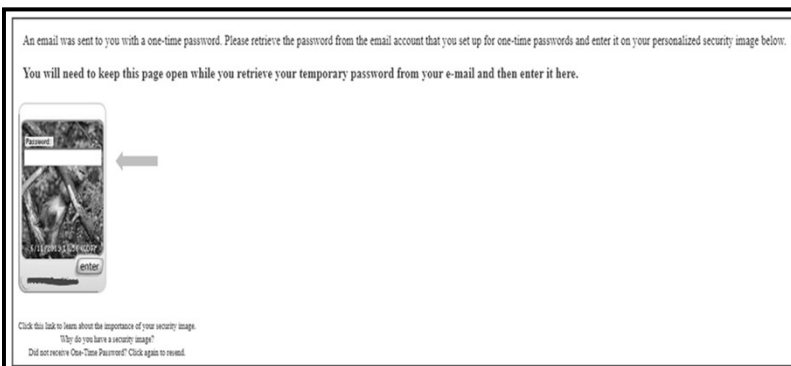 An email was sent to you with a one-time password. Please retrieve the password from the email account that you set up for one-time passwords and enter it on your personalized security image below.
You will need to keep this page open while you retrieve your temporary password from your e-mail and then enter it here.
Password:
enter
Click this link to learn about the importance of your security image.
Why do you have a security image?
Did not receive One-Time Password? Click again to resend.